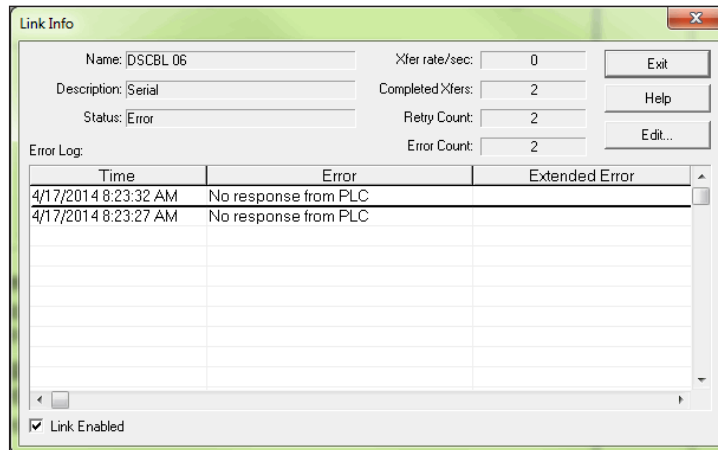 Link Info
Name: DSCBL 06
Xfer rate/sec: 0
Exit
Description: Serial
Completed Xfers: 2
Help
Status: Error
Retry Count: 2
Edit...
Error Log:
Error Count: 2
Time Error Extended Error
4/17/2014 8:23:32 AM No response from PLC
4/17/2014 8:23:27 AM No response from PLC
Link Enabled